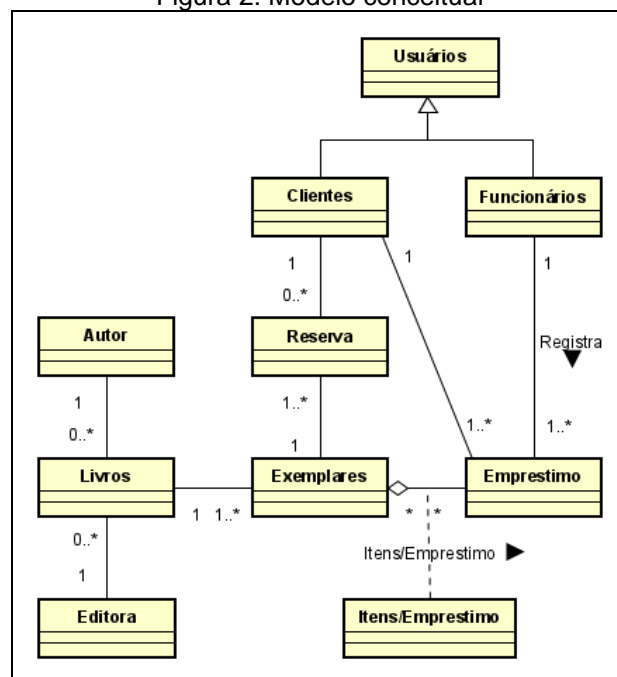 Figura 2: Modelo conceitual
Usuários
Clientes
Funcionários
1
1
1
0..*
Autor
Reserva
Registra
1
1..*
0..*
1
1..*
1..*
Livros
Exemplares
Emprestimo
1 1..*
* *
0..*
Itens/Emprestimo
1
Editora
Itens/Emprestimo